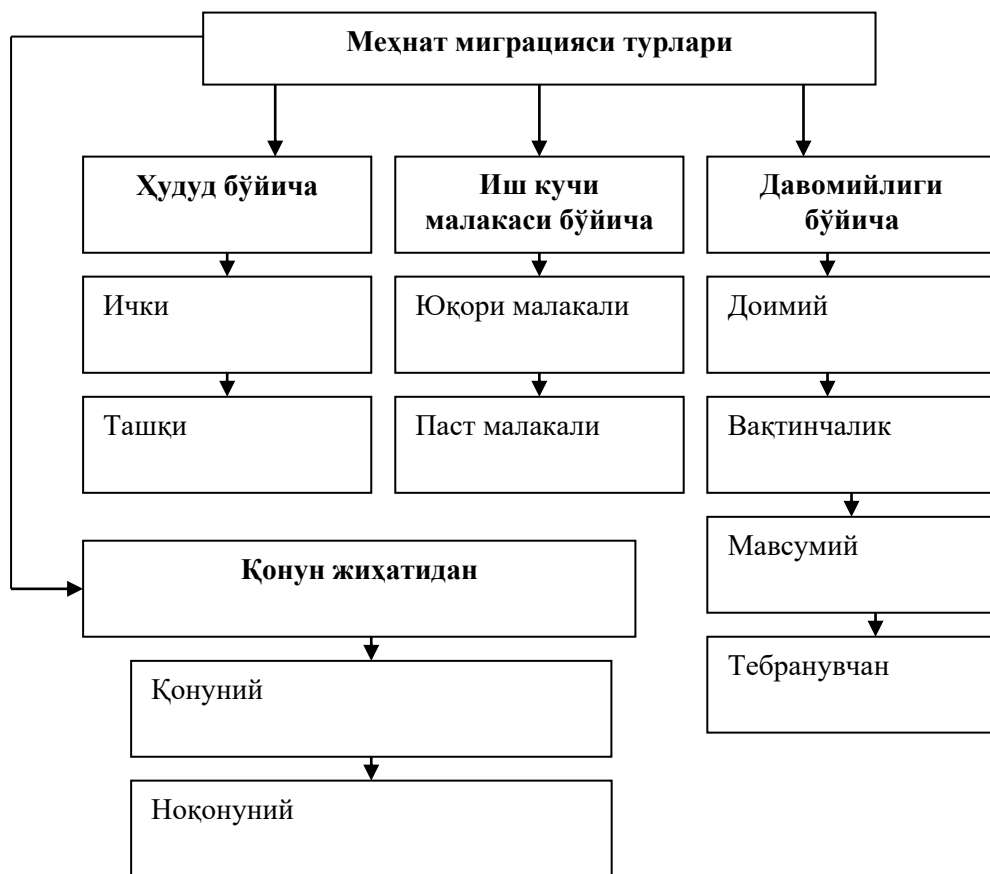 Меҳнат миграцияси турлари
Ҳудуд бўйича
Иш кучи
малакаси бўйича
Давомийлиги
бўйича
Ички
Юқори малакали
Доимий
Ташқи
Паст малакали
Вақтинчалик
Мавсумий
Қонун жиҳатидан
Тебранувчан
Қонуний
Ноқонуний